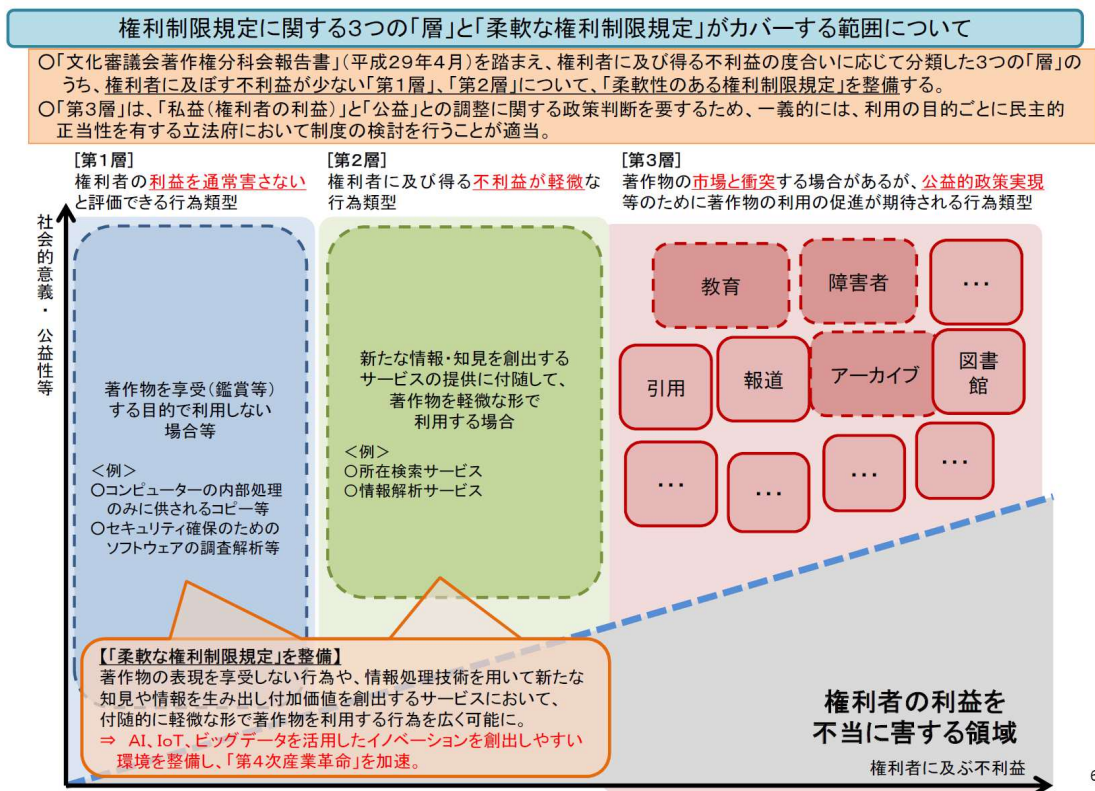 権利制限規定に関する3つの「層」と「柔軟な権利制限規定」がカバーする範囲について
○「文化審議会著作権分科会報告書」(平成29年4月)を踏まえ、権利者に及び得る不利益の度合いに応じて分類した3つの「層」の
うち、権利者に及ぼす不利益が少ない「第1層」、「第2層」について、「柔軟性のある権利制限規定」を整備する。
○「第3層」は、「私益(権利者の利益)」と「公益」との調整に関する政策判断を要するため、一義的には、利用の目的ごとに民主的
正当性を有する立法府において制度の検討を行うことが適当。
[第1層]
権利者の利益を通常害さない
と評価できる行為類型
[第2層]
権利者に及び得る不利益が軽微な
行為類型
[第3層]
著作物の市場と衝突する場合があるが、公益的政策実現
等のために著作物の利用の促進が期待される行為類型
社会的意義・公益性等
著作物を享受(鑑賞等)
する目的で利用しない
場合等
<例>
○コンピューターの内部処理
のみに供されるコピー等
○セキュリティ確保のための
ソフトウェアの調査解析等
新たな情報・知見を創出する
サービスの提供に付随して、
著作物を軽微な形で
利用する場合
<例>
○所在検索サービス
○情報解析サービス
教育
障害者
・・・
引用
報道
アーカイブ
図書
館
・・・
・・・
・・・
・・・
【「柔軟な権利制限規定」を整備】
著作物の表現を享受しない行為や、情報処理技術を用いて新たな
知見や情報を生み出し付加価値を創出するサービスにおいて、
付随的に軽微な形で著作物を利用する行為を広く可能に。
⇒ AI、IoT、ビッグデータを活用したイノベーションを創出しやすい
環境を整備し、「第4次産業革命」を加速。
権利者の利益を
不当に害する領域
権利者に及ぶ不利益
6